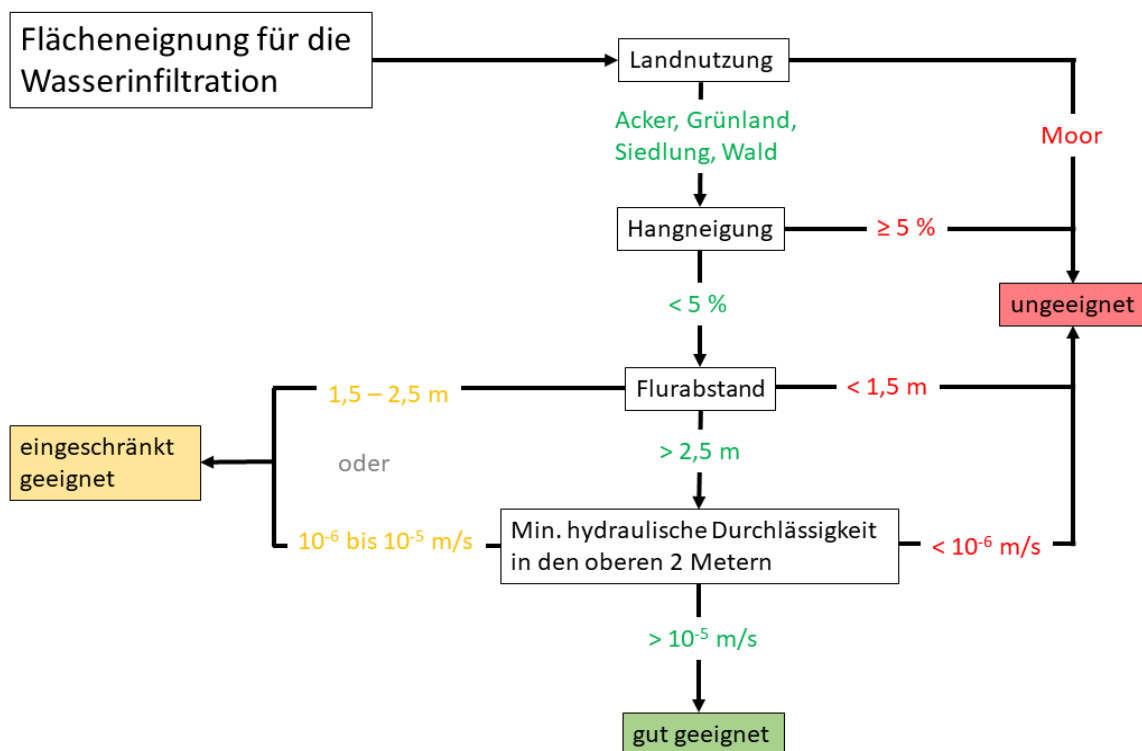 Flächeneignung für die
Wasserinfiltration
Landnutzung
Acker, Grünland,
Siedlung, Wald
Moor
Hangneigung
≥ 5 %
< 5 %
ungeeignet
1,5 – 2,5 m
Flurabstand
< 1,5 m
eingeschränkt
geeignet
oder
> 2,5 m
10⁻⁶ bis 10⁻⁵ m/s
Min. hydraulische Durchlässigkeit
in den oberen 2 Metern
< 10⁻⁶ m/s
> 10⁻⁵ m/s
gut geeignet